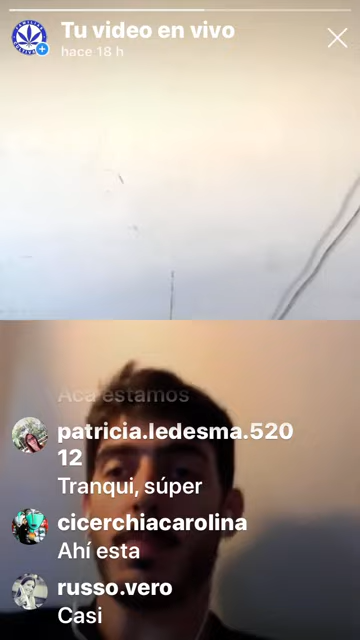 Tu video en vivo
hace 18 h
Aca estamos
patricia.ledesma.520
12
Tranqui, súper
cicerchiacarolina
Ahí esta
russo.vero
Casi